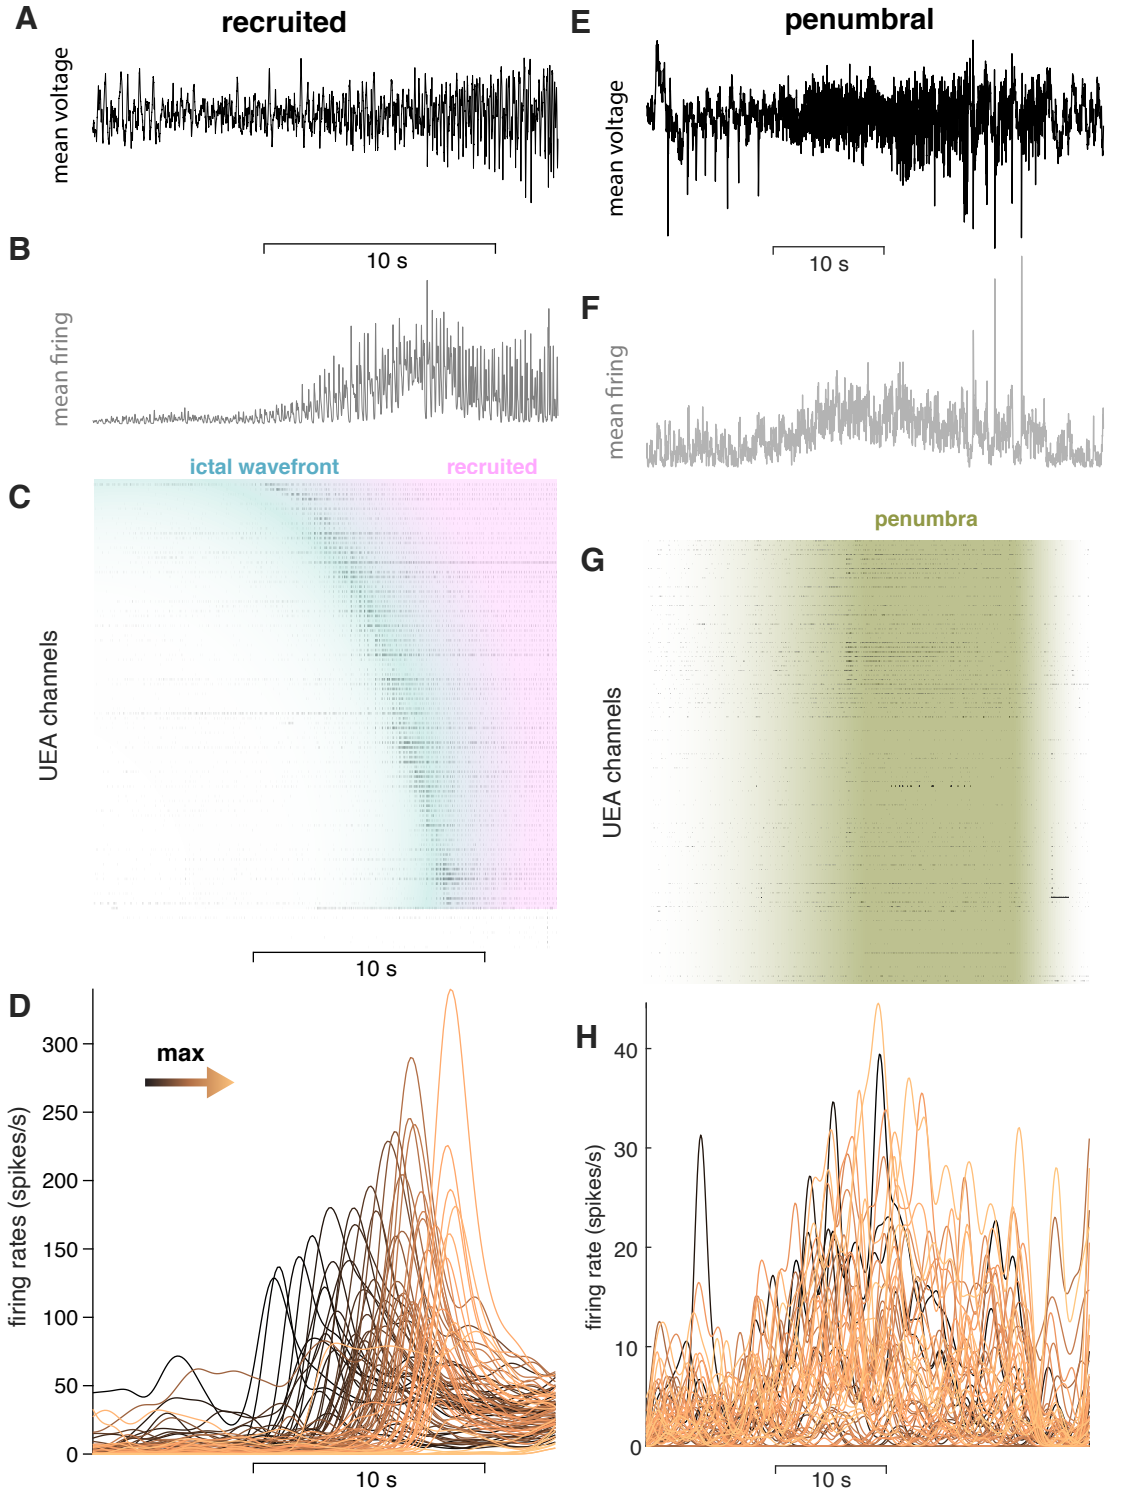 A
recruited
mean voltage
10 s
B
mean firing
ictal wavefront
recruited
C
UEA channels
10 s
D
max
firing rates (spikes/s)
300
250
200
150
100
50
0
10 s
E
penumbral
mean voltage
10 s
F
mean firing
penumbra
G
UEA channels
H
firing rate (spikes/s)
40
30
20
10
0
10 s